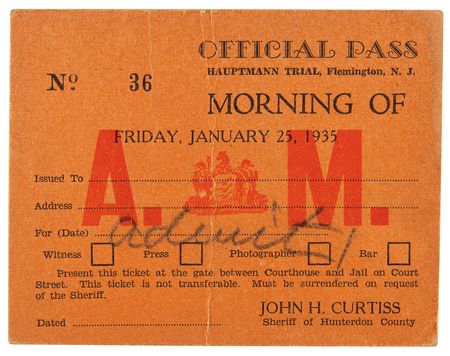 OFFICIAL PASS
Nº 36
HAUPTMANN TRIAL, Flemington, N. J.
MORNING OF
FRIDAY, JANUARY 25, 1935
A. M.
Issued To
Address
For (Date) admit 1
Witness Press Photographer Bar
Present this ticket at the gate between Courthouse and Jail on Court
Street. This ticket is not transferable. Must be surrendered on request
of the Sheriff.
JOHN H. CURTISS
Dated Sheriff of Hunterdon County